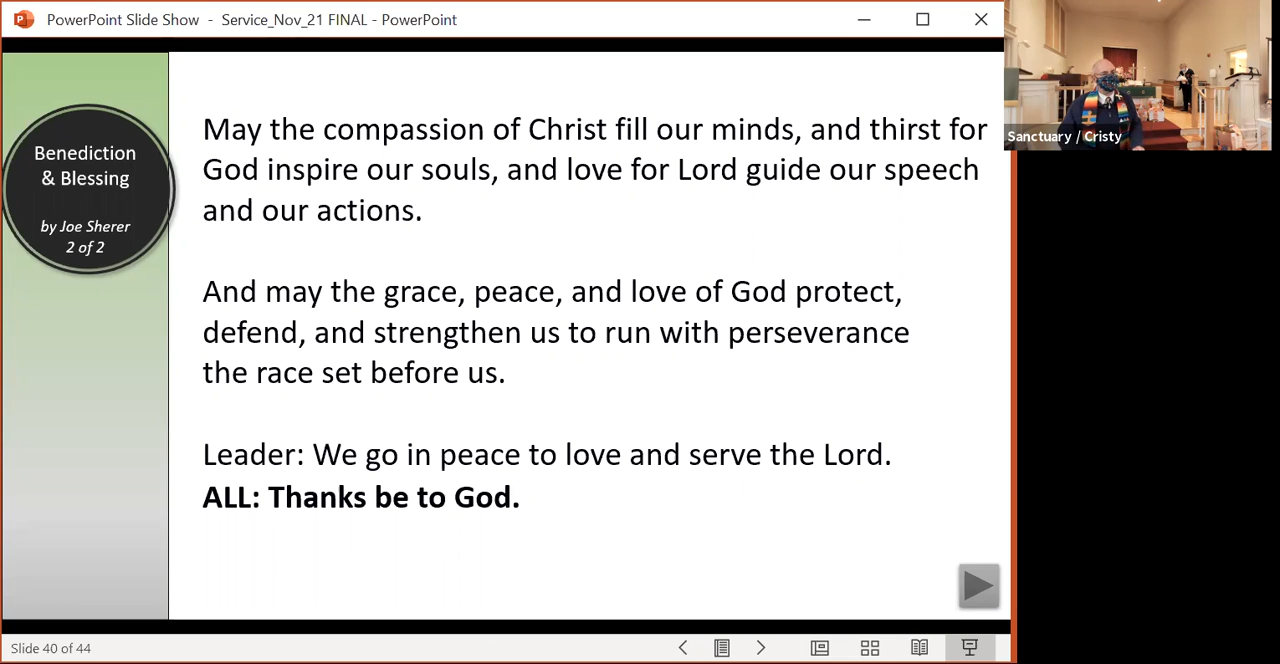 PowerPoint Slide Show - Service_Nov_21 FINAL - PowerPoint
Benediction
& Blessing
by Joe Sherer
2 of 2
May the compassion of Christ fill our minds, and thirst for
God inspire our souls, and love for Lord guide our speech
and our actions.
And may the grace, peace, and love of God protect,
defend, and strengthen us to run with perseverance
the race set before us.
Leader: We go in peace to love and serve the Lord.
ALL: Thanks be to God.
Sanctuary / Cristy
Slide 40 of 44